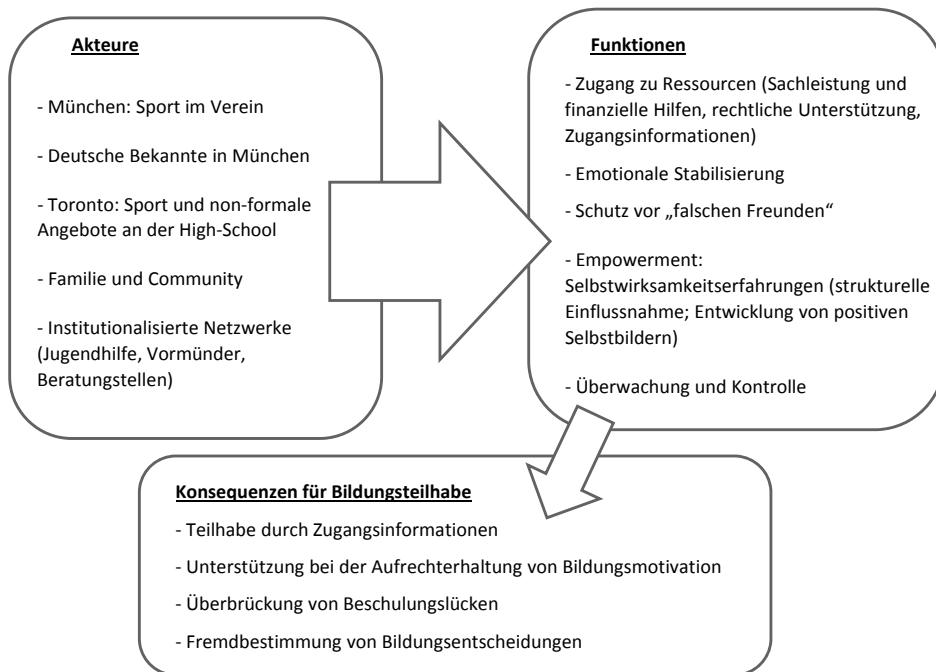 Akteure
- München: Sport im Verein
- Deutsche Bekannte in München
- Toronto: Sport und non-formale
Angebote an der High-School
- Familie und Community
- Institutionalisierte Netzwerke
(Jugendhilfe, Vormünder,
Beratungstellen)
Funktionen
- Zugang zu Ressourcen (Sachleistung und
finanzielle Hilfen, rechtliche Unterstützung,
Zugangsinformationen)
- Emotionale Stabilisierung
- Schutz vor „falschen Freunden“
- Empowerment:
Selbstwirksamkeitserfahrungen (strukturelle
Einflussnahme; Entwicklung von positiven
Selbstbildern)
- Überwachung und Kontrolle
Konsequenzen für Bildungsteilhabe
- Teilhabe durch Zugangsinformationen
- Unterstützung bei der Aufrechterhaltung von Bildungsmotivation
- Überbrückung von Beschulungslücken
- Fremdbestimmung von Bildungsentscheidungen